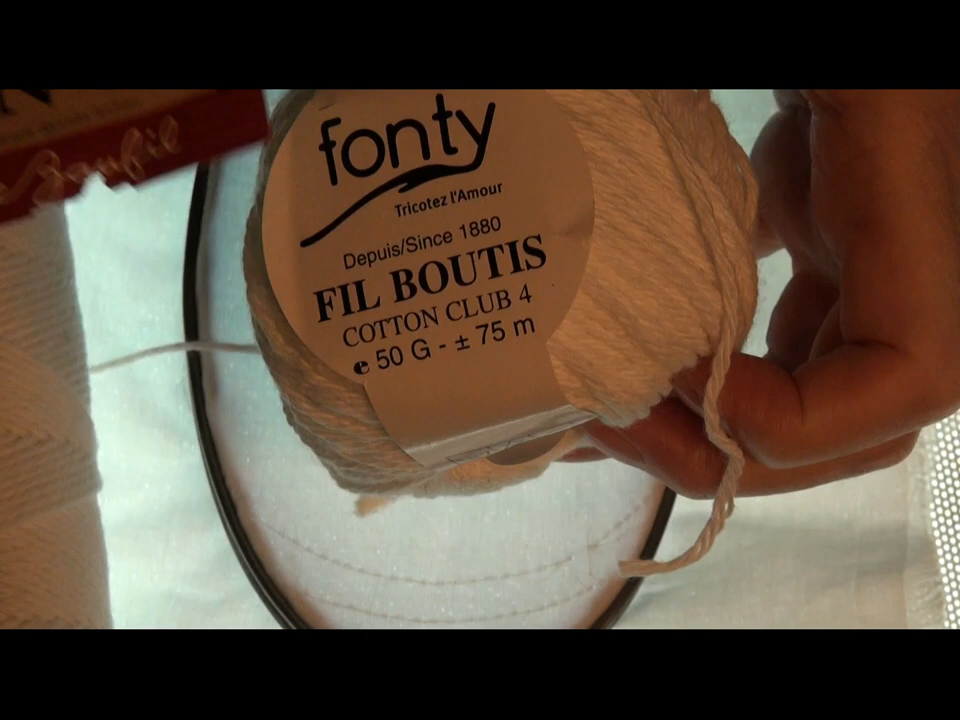 fonty
Tricotez l'Amour
Depuis/Since 1880
FIL BOUTIS
COTTON CLUB 4
e 50 G - ± 75 m